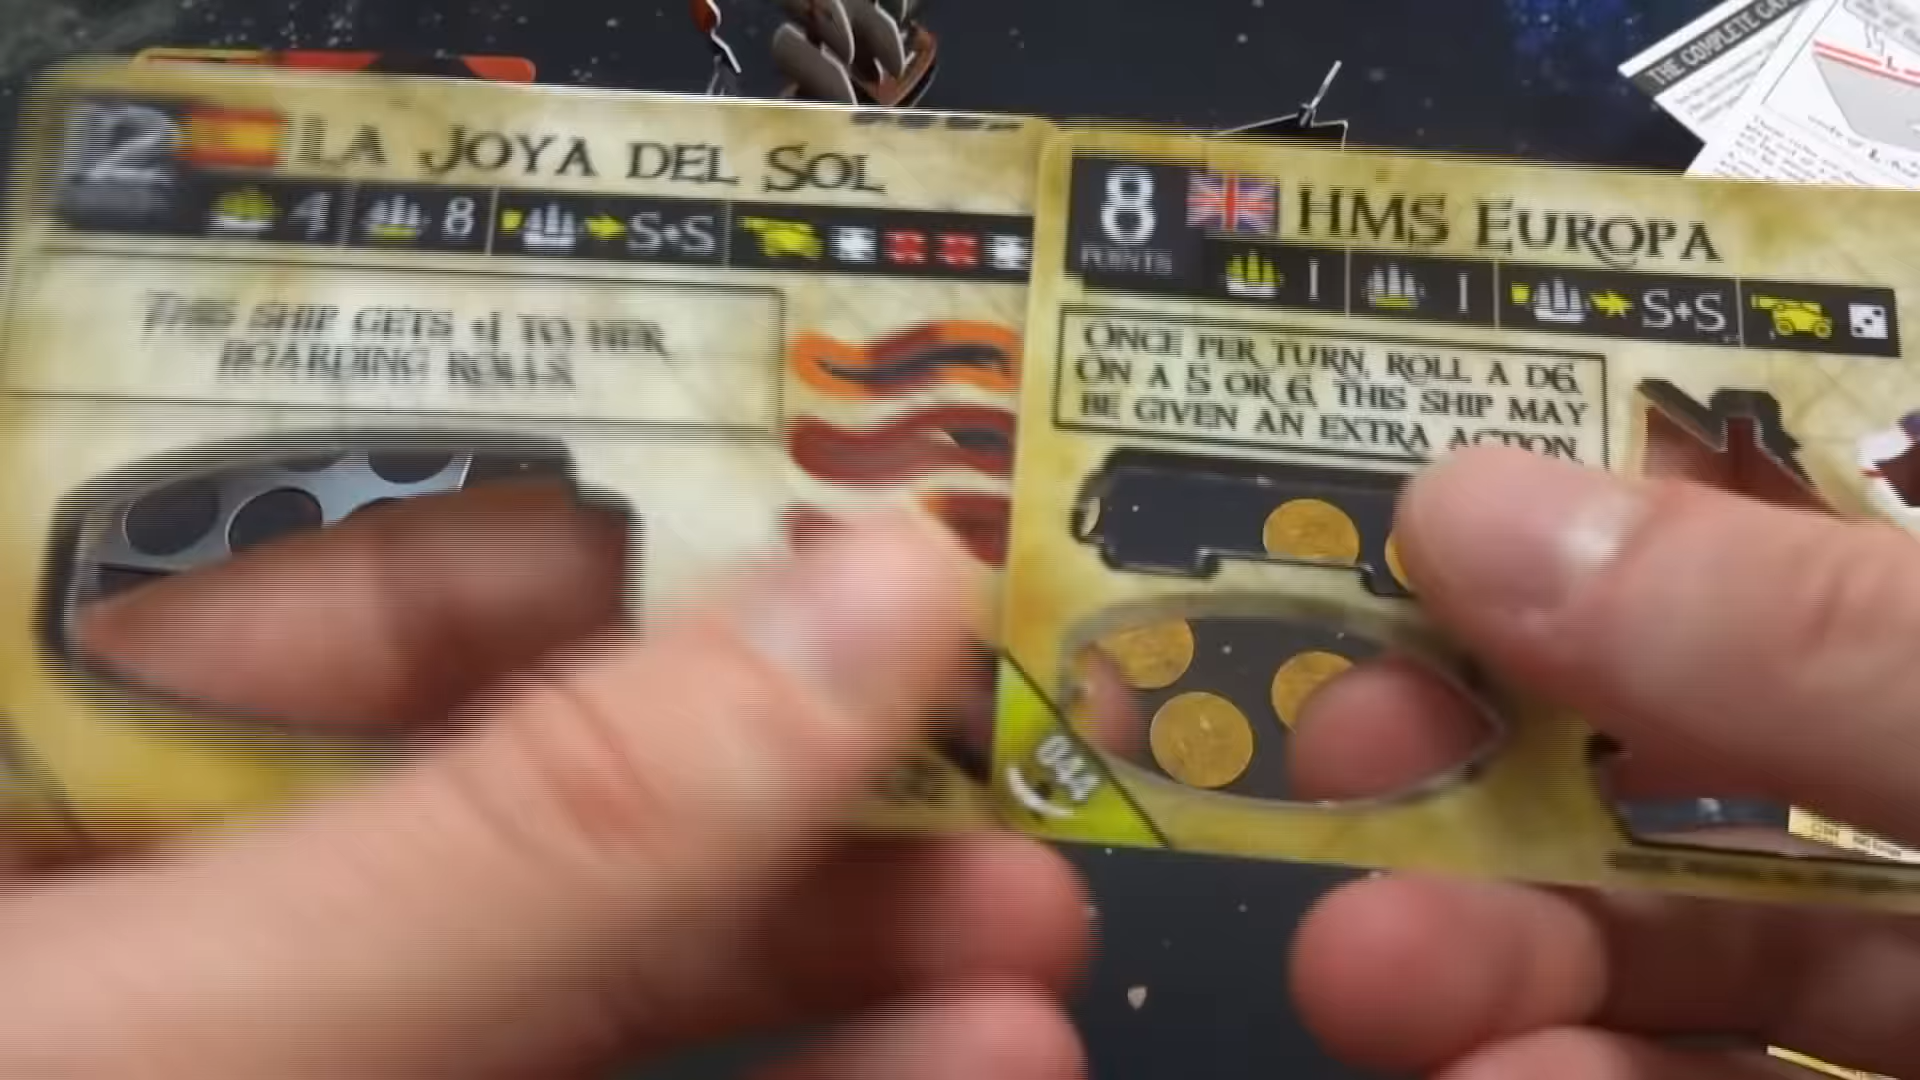 12
LA JOYA DEL SOL
4 8 S+S
THIS SHIP GETS +1 TO HER
BOARDING ROLLS
8
POINTS
HMS EUROPA
1 1 S+S
ONCE PER TURN, ROLL A D6.
ON A 5 OR 6, THIS SHIP MAY
BE GIVEN AN EXTRA ACTION.
044
THE COMPLETE
L